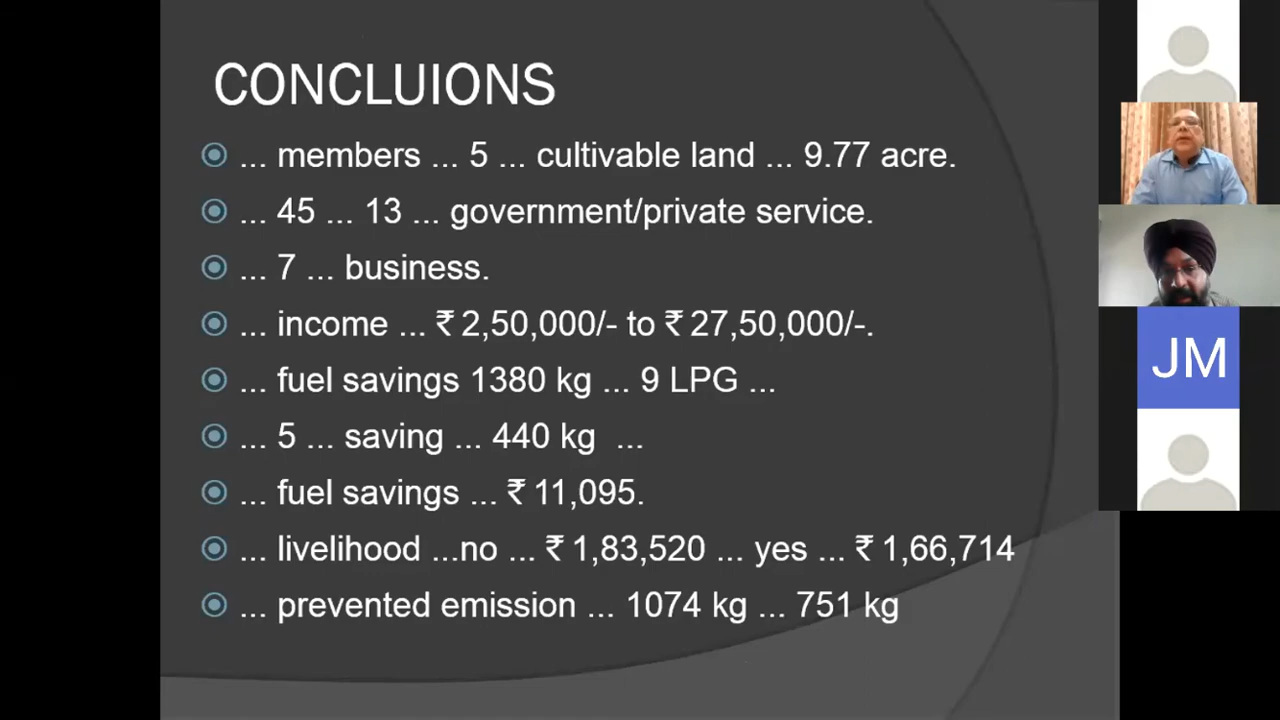 CONCLUIONS
... members ... 5 ... cultivable land ... 9.77 acre.
... 45 ... 13 ... government/private service.
... 7 ... business.
... income ... ₹ 2,50,000/- to ₹ 27,50,000/-.
... fuel savings 1380 kg ... 9 LPG ...
... 5 ... saving ... 440 kg ...
... fuel savings ... ₹ 11,095.
... livelihood ...no ... ₹ 1,83,520 ... yes ... ₹ 1,66,714
... prevented emission ... 1074 kg ... 751 kg
JM